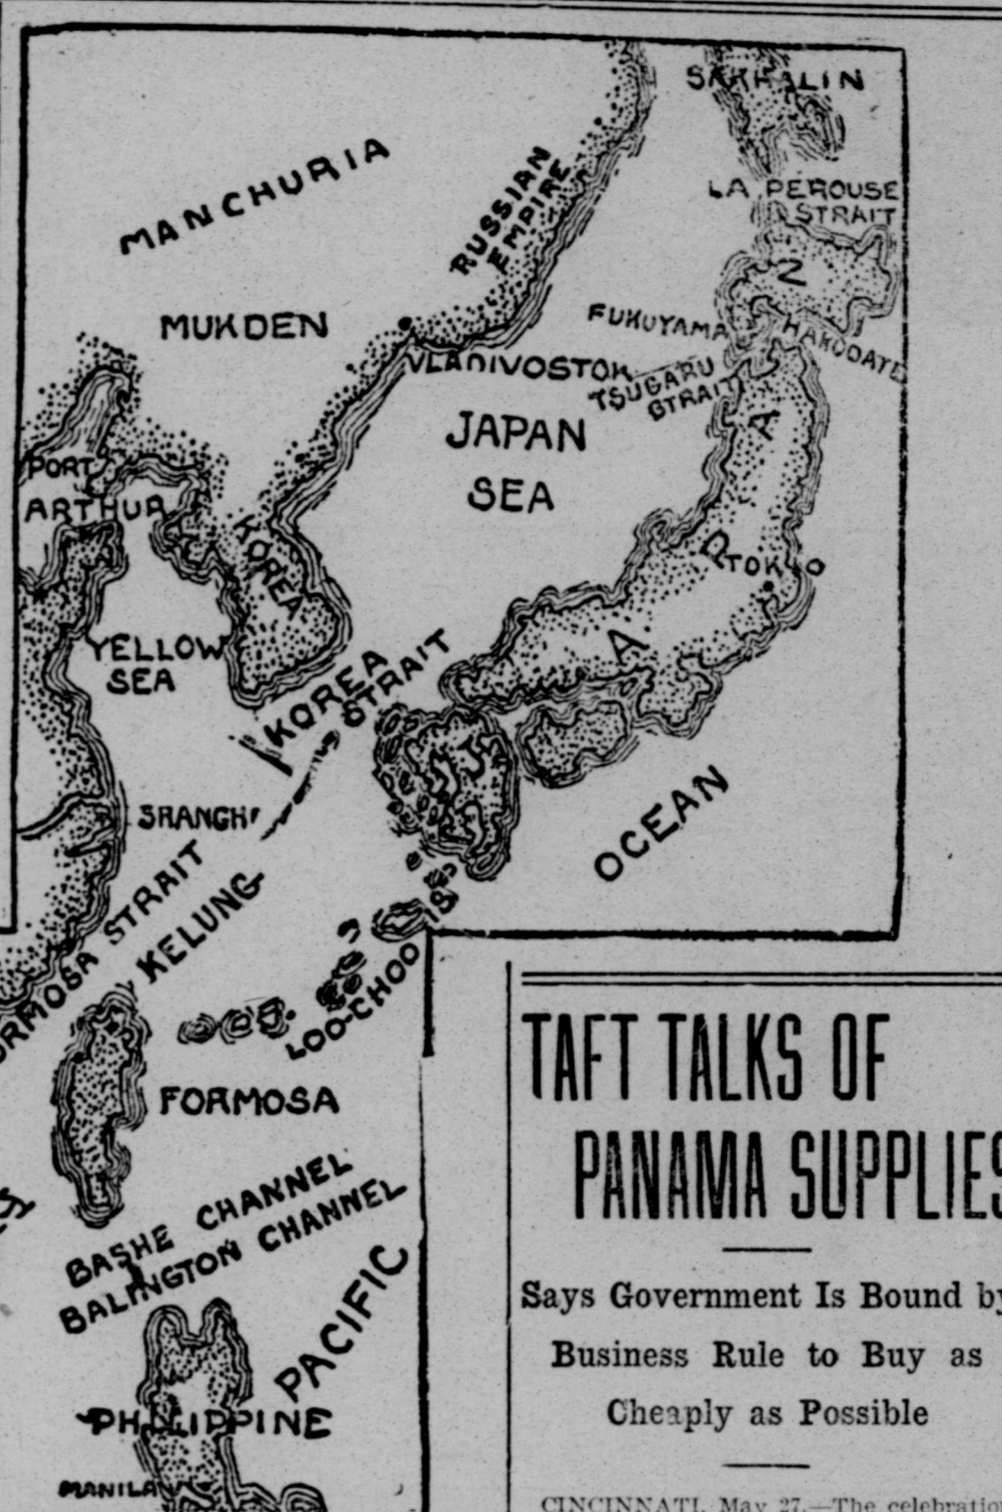 SAKHALIN
MANCHURIA
RUSSIAN
EMPIRE
LA PEROUSE
STRAIT
MUKDEN
FUKUYAMA
HAKODATE
VLADIVOSTOK
TSUGARU
STRAIT
JAPAN
SEA
PORT
ARTHUR
KOREA
TOKYO
JAPAN
YELLOW
SEA
KOREA
STRAIT
SHANGHI
OCEAN
FORMOSA STRAIT
KELUNG
LOO-CHOO IS
FORMOSA
BASHE CHANNEL
BALINGTON CHANNEL
PACIFIC
PHILIPPINE
MANILA
TAFT TALKS OF
PANAMA SUPPLIES
Says Government Is Bound by
Business Rule to Buy as
Cheaply as Possible
CINCINNATI, May 27.—The